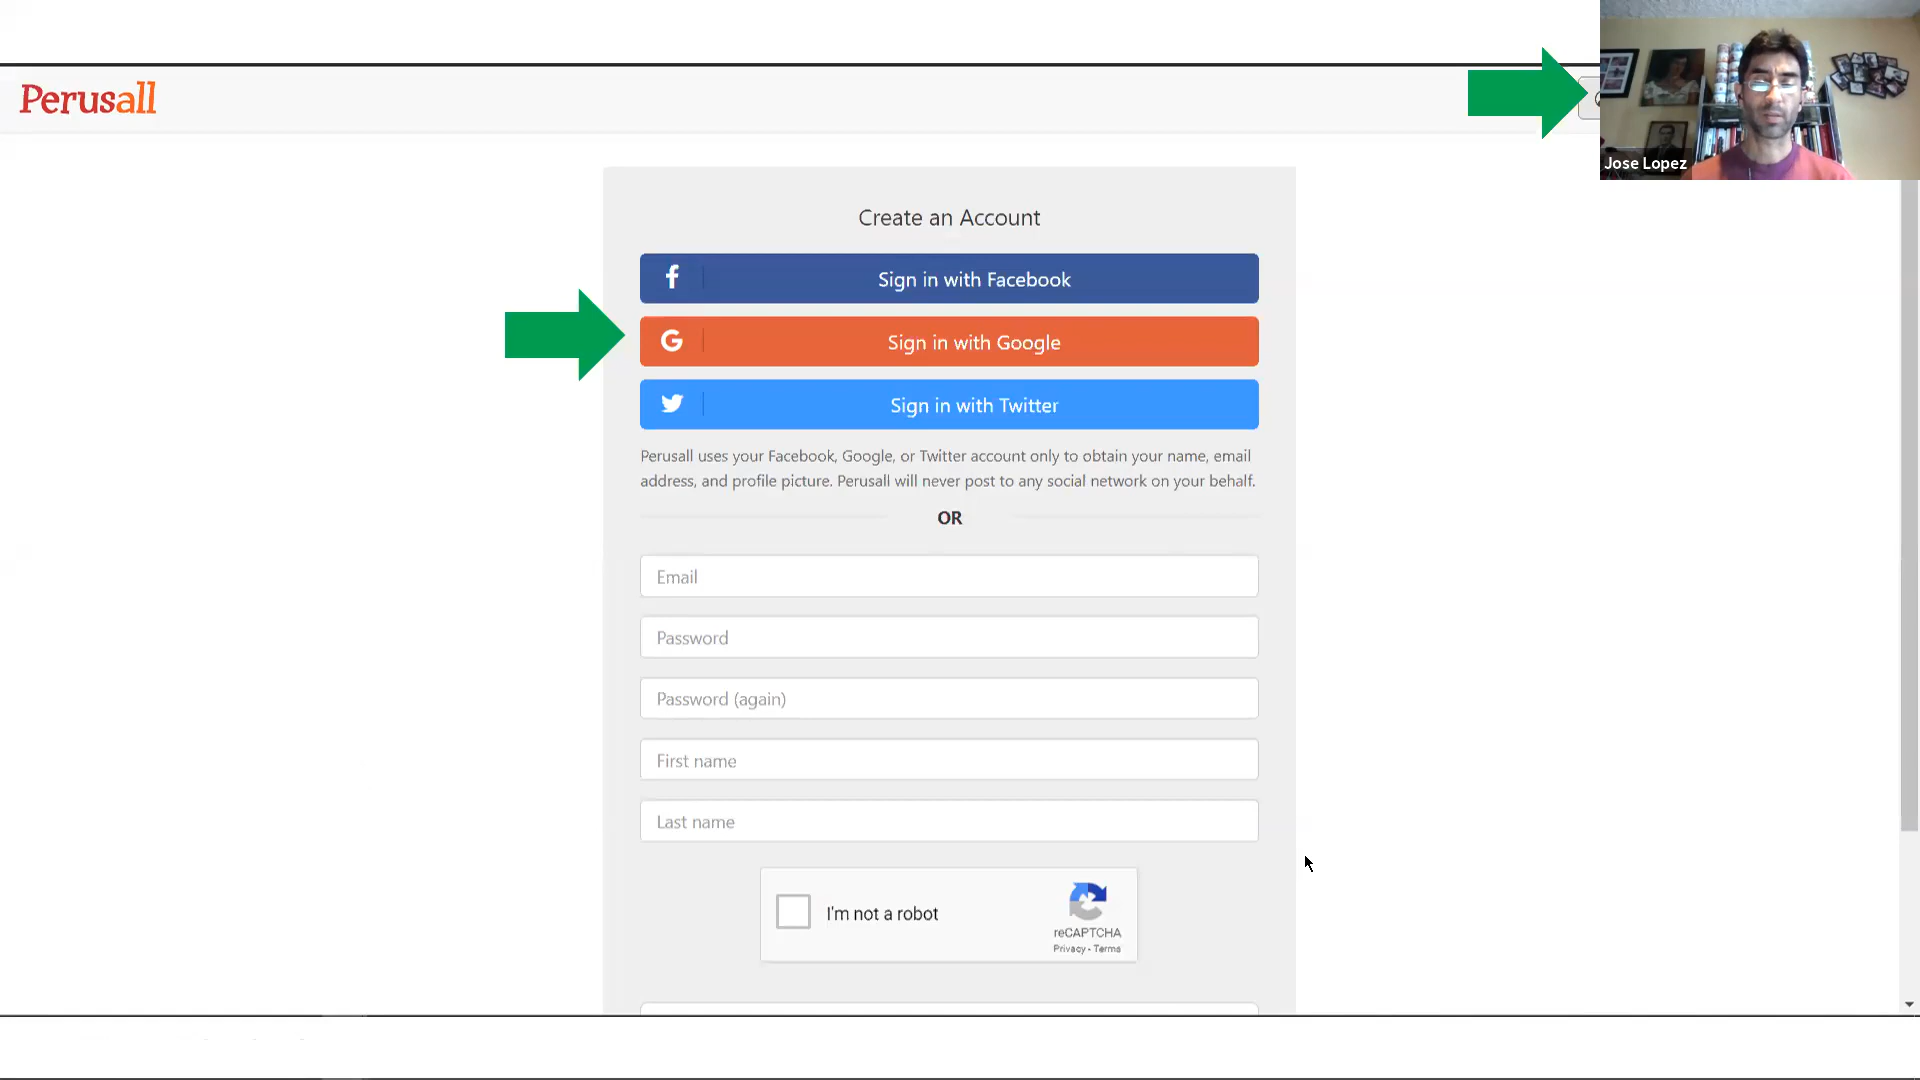 Perusall
Jose Lopez
Create an Account
Sign in with Facebook
Sign in with Google
Sign in with Twitter
Perusall uses your Facebook, Google, or Twitter account only to obtain your name, email
address, and profile picture. Perusall will never post to any social network on your behalf.
OR
Email
Password
Password (again)
First name
Last name
I'm not a robot
reCAPTCHA
Privacy - Terms